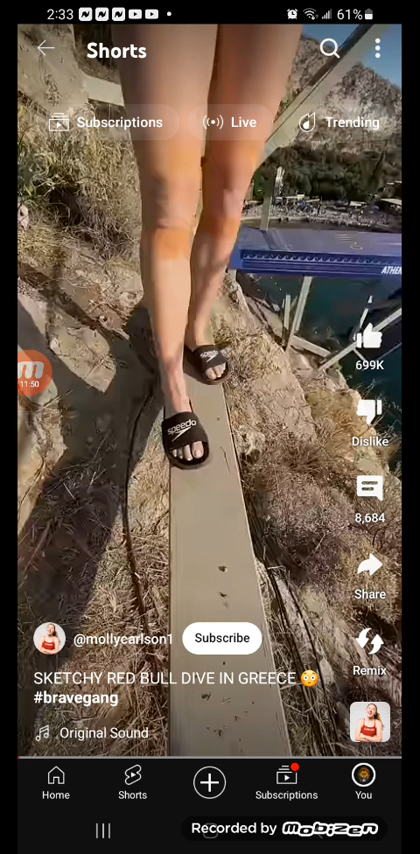 2:33
61%
Shorts
Subscriptions
Live
Trending
ATHEN
speedo
speedo
11:50
699K
Dislike
8,684
Share
Remix
@mollycarlson1
Subscribe
SKETCHY RED BULL DIVE IN GREECE 😳
#bravegang
Original Sound
Home
Shorts
Subscriptions
You
Recorded by mobizen